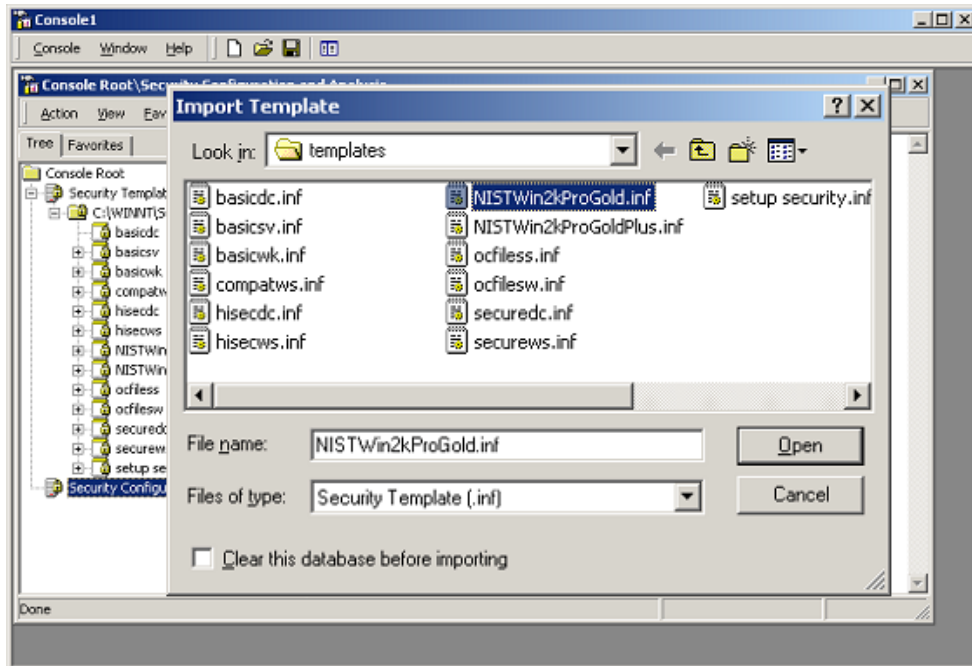 Console1
Console Window Help
Console Root\Security Configuration and Analysis
Action View Fav
Tree Favorites
Console Root
Security Templat
C:\WINNT\S
basicdc
basicsv
basicwk
compatw
hisecdc
hisecws
NISTWin
NISTWin
ocfiless
ocfilesw
securedc
securew
setup se
Security Configu
Done
Import Template
Look in: templates
basicdc.inf
basicsv.inf
basicwk.inf
compatws.inf
hisecdc.inf
hisecws.inf
NISTWin2kProGold.inf
NISTWin2kProGoldPlus.inf
ocfiless.inf
ocfilesw.inf
securedc.inf
securews.inf
setup security.inf
File name: NISTWin2kProGold.inf Open
Files of type: Security Template (.inf) Cancel
Clear this database before importing